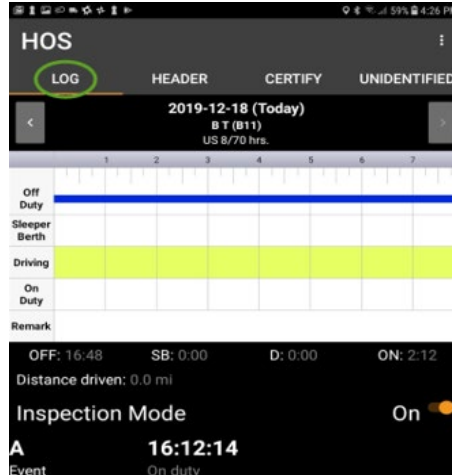 59% 4:26 PM
HOS
LOG HEADER CERTIFY UNIDENTIFIED
2019-12-18 (Today)
B T (B11)
US 8/70 hrs.
1 2 3 4 5 6 7
Off
Duty
Sleeper
Berth
Driving
On
Duty
Remark
OFF: 16:48 SB: 0:00 D: 0:00 ON: 2:12
Distance driven: 0.0 mi
Inspection Mode On
A 16:12:14
Event On duty